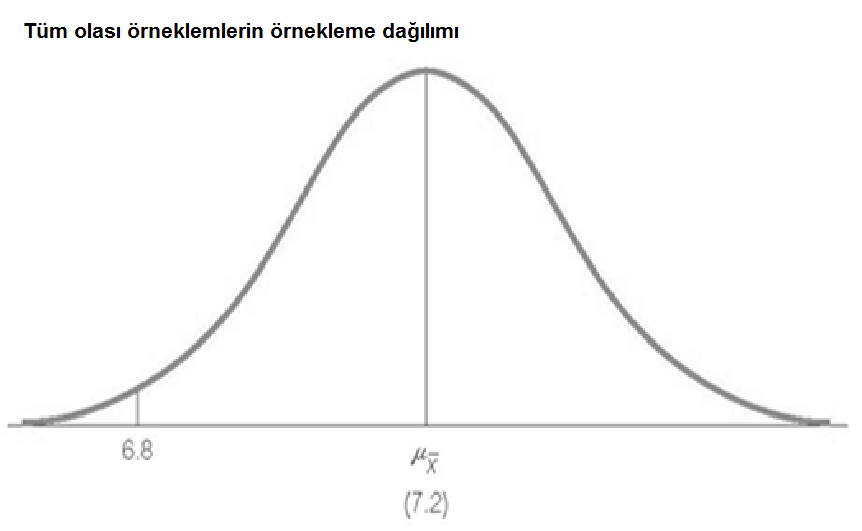 Tüm olası örneklemlerin örnekleme dağılımı
6.8
μx̅
(7.2)